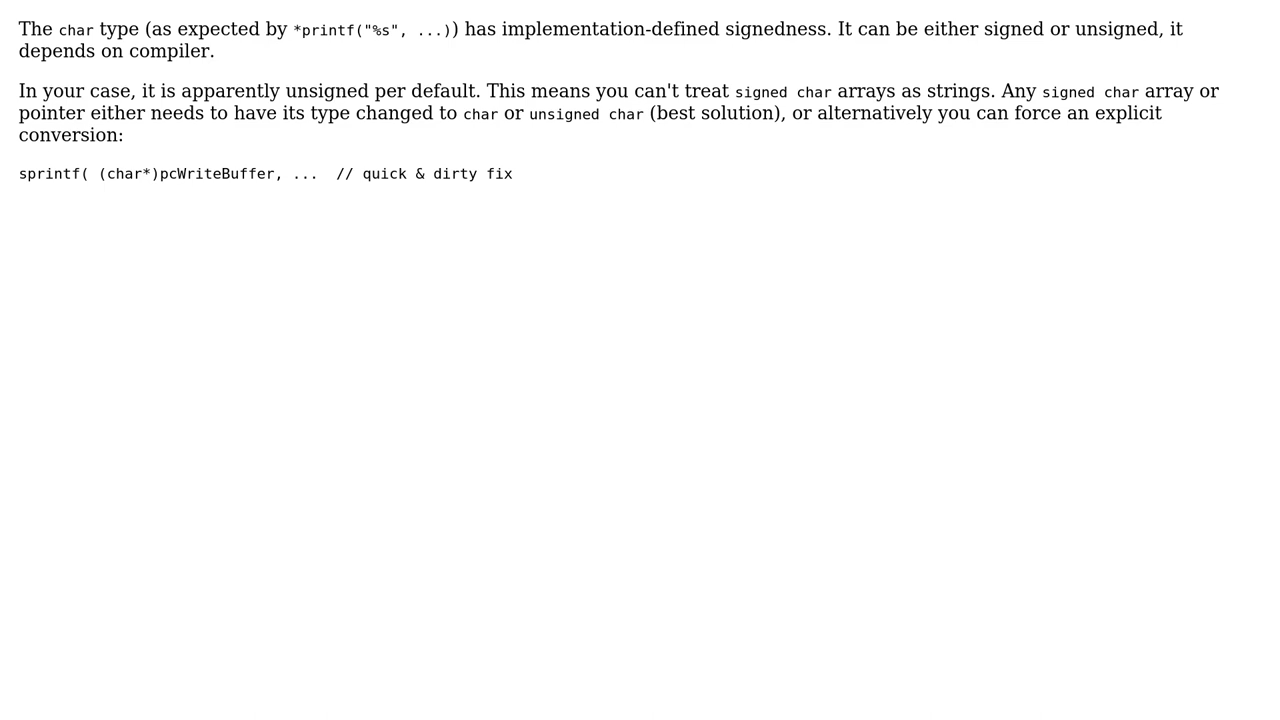 The char type (as expected by *printf("%s", ...)) has implementation-defined signedness. It can be either signed or unsigned, it
depends on compiler.
In your case, it is apparently unsigned per default. This means you can't treat signed char arrays as strings. Any signed char array or
pointer either needs to have its type changed to char or unsigned char (best solution), or alternatively you can force an explicit
conversion:
sprintf( (char*)pcWriteBuffer, ...  // quick & dirty fix